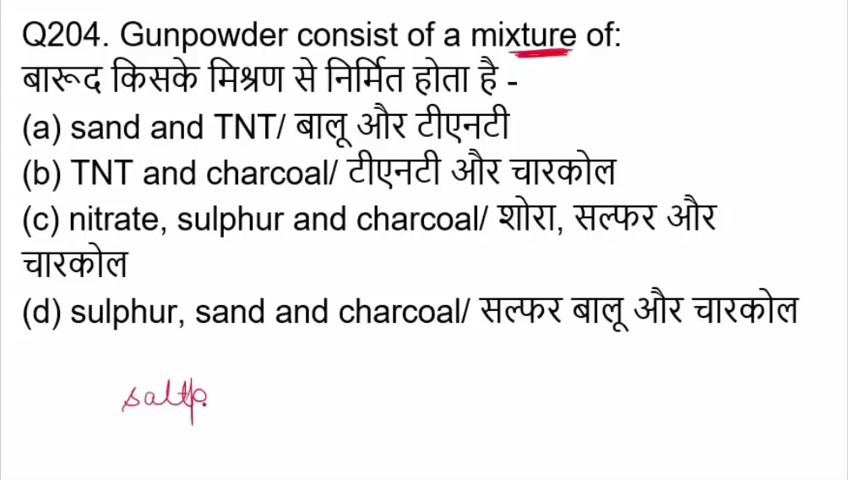 Q204. Gunpowder consist of a mixture of:
बारूद किसके मिश्रण से निर्मित होता है -
(a) sand and TNT/ बालू और टीएनटी
(b) TNT and charcoal/ टीएनटी और चारकोल
(c) nitrate, sulphur and charcoal/ शोरा, सल्फर और
चारकोल
(d) sulphur, sand and charcoal/ सल्फर बालू और चारकोल
saltp